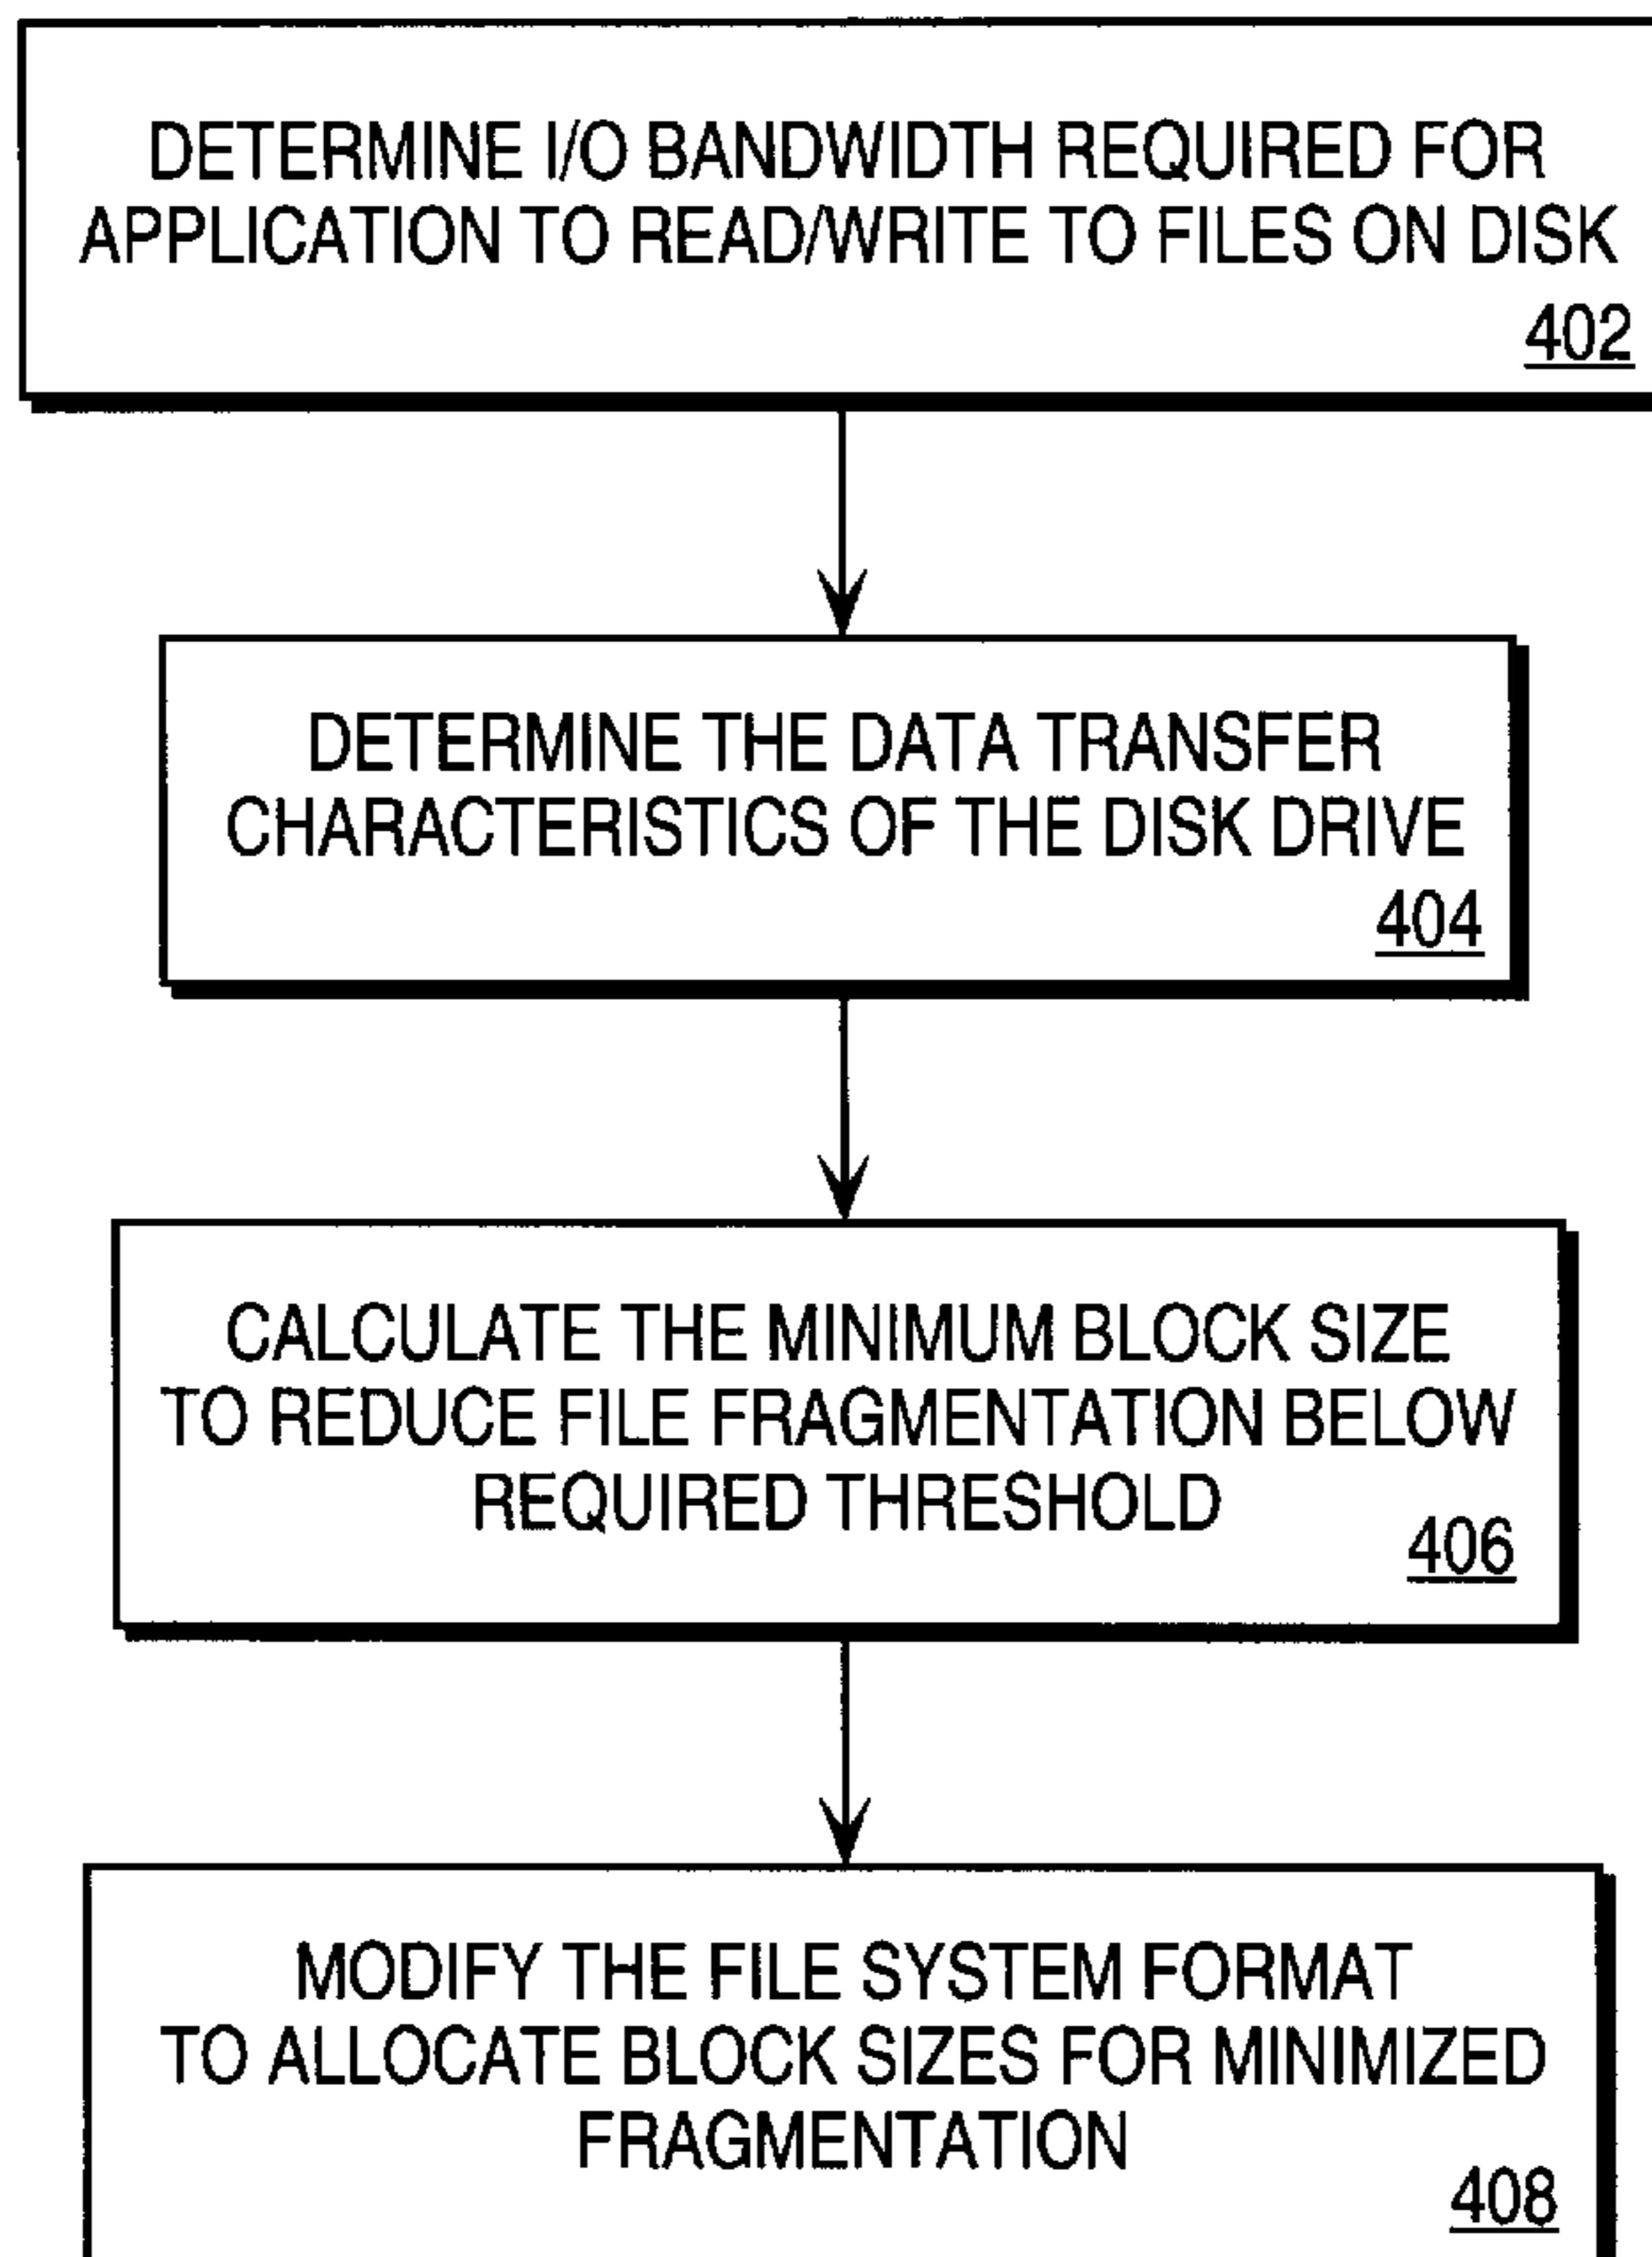 DETERMINE I/O BANDWIDTH REQUIRED FOR
APPLICATION TO READ/WRITE TO FILES ON DISK
402
DETERMINE THE DATA TRANSFER
CHARACTERISTICS OF THE DISK DRIVE
404
CALCULATE THE MINIMUM BLOCK SIZE
TO REDUCE FILE FRAGMENTATION BELOW
REQUIRED THRESHOLD
406
MODIFY THE FILE SYSTEM FORMAT
TO ALLOCATE BLOCK SIZES FOR MINIMIZED
FRAGMENTATION
408